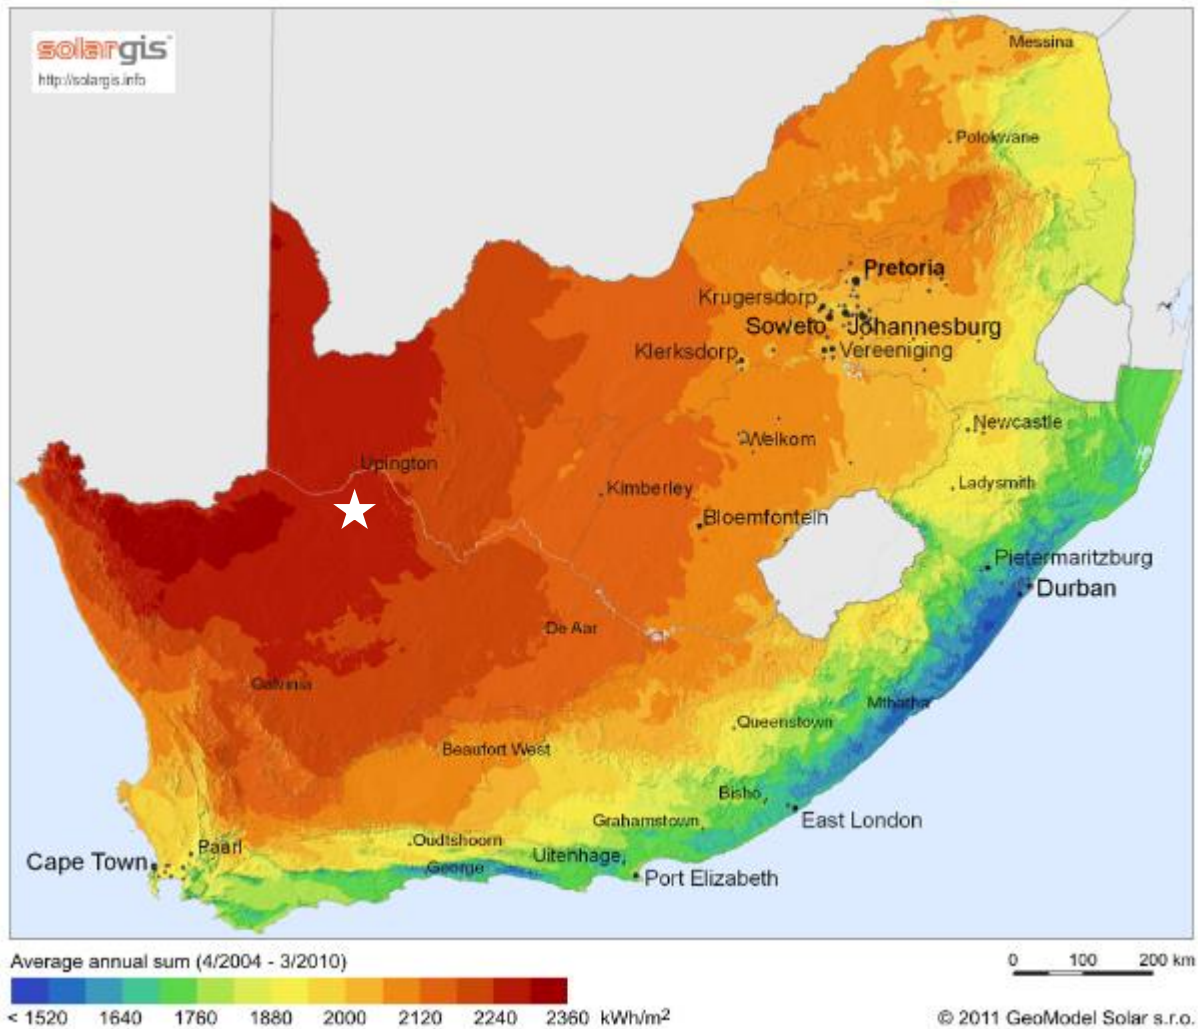 solargis
http://solargis.info
Messina
Polokwane
Pretoria
Krugersdorp
Soweto Johannesburg
Klerksdorp Vereeniging
Newcastle
Welkom
Upington
Kimberley
Ladysmith
Bloemfontein
Pietermaritzburg
Durban
De Aar
Calvinia
Mthatha
Queenstown
Beaufort West
Bisho
Grahamstown
East London
Oudtshoorn
Paarl
Cape Town
George
Uitenhage
Port Elizabeth
Average annual sum (4/2004 - 3/2010)
0 100 200 km
< 1520 1640 1760 1880 2000 2120 2240 2360 kWh/m²
© 2011 GeoModel Solar s.r.o.